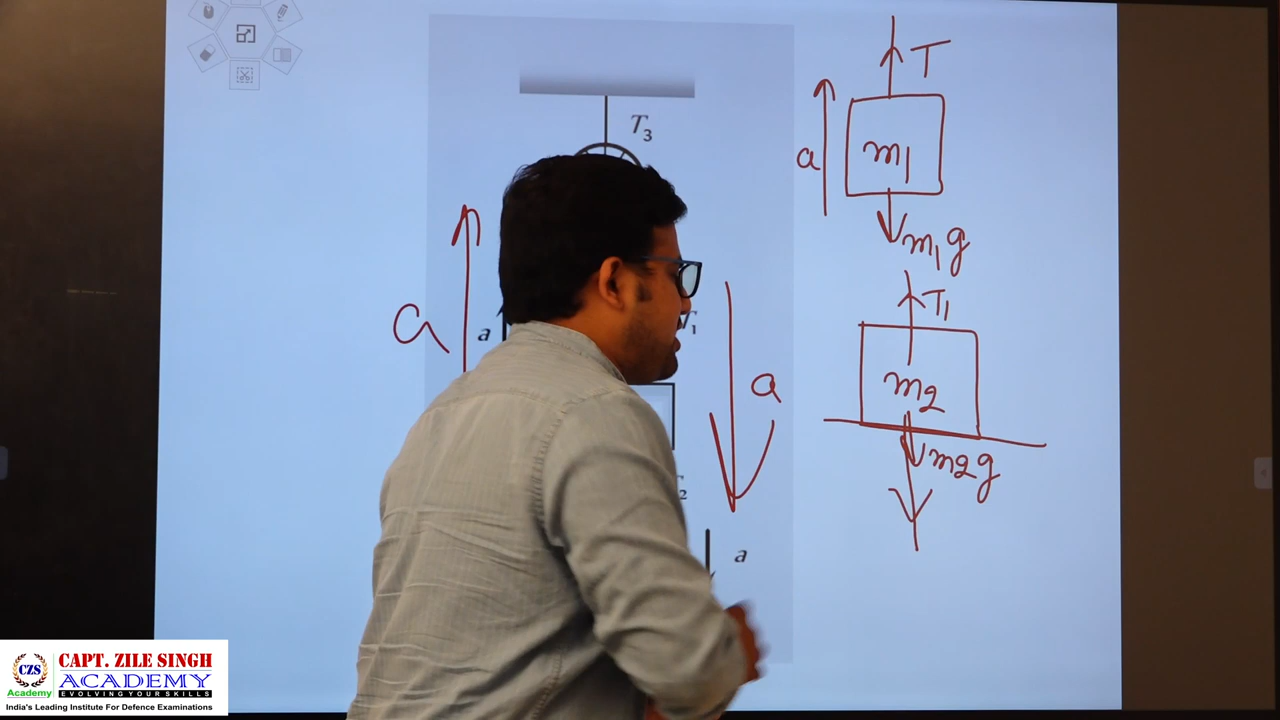 T₃
a
a
T₁
a
₂
a
T
a
m₁
m₁g
T₁
m₂
m₂g
CZS
Academy
CAPT. ZILE SINGH
ACADEMY
EVOLVING YOUR SKILLS
India's Leading Institute For Defence Examinations